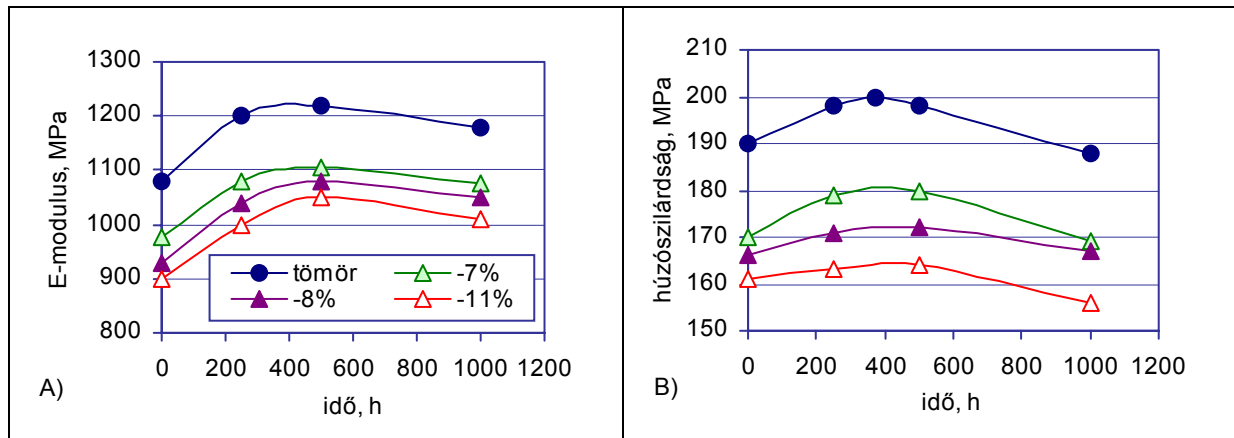 1300
1200
1100
1000
900
800
E-modulus, MPa
tömör
-7%
-8%
-11%
0 200 400 600 800 1000 1200
idő, h
A)
210
200
190
180
170
160
150
húzószilárdság, MPa
0 200 400 600 800 1000 1200
idő, h
B)